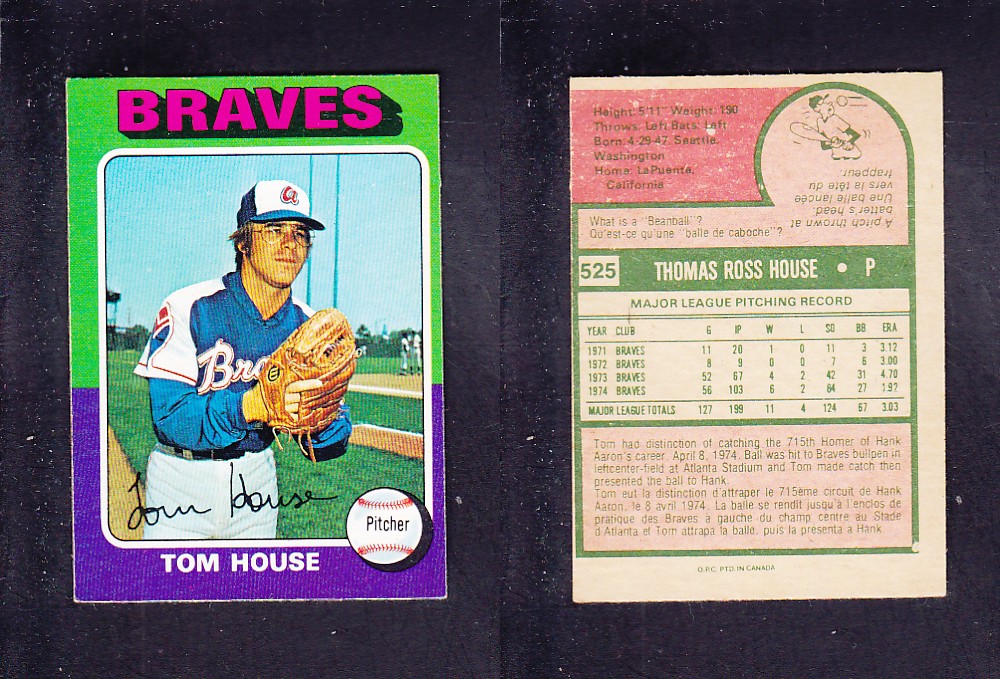 BRAVES
a
Bra
Tom House
Pitcher
TOM HOUSE
Height: 5'11" Weight: 190
Throws: Left Bats: Left
Born: 4-29-47, Seattle,
Washington
Home: LaPuente,
California
A pitch thrown at
batter's head.
Une balle lancée
vers la tête du
frappeur.
What is a "Beanball"?
Qu'est-ce qu'une "balle de caboche"?
525 THOMAS ROSS HOUSE • P
MAJOR LEAGUE PITCHING RECORD
YEAR CLUB G IP W L SO BB ERA
1971 BRAVES 11 20 1 0 11 3 3.12
1972 BRAVES 8 9 0 0 7 6 3.00
1973 BRAVES 52 67 4 2 42 31 4.70
1974 BRAVES 56 103 6 2 64 27 1.92
MAJOR LEAGUE TOTALS 127 199 11 4 124 67 3.03
Tom had distinction of catching the 715th Homer of Hank
Aaron's career, April 8, 1974. Ball was hit to Braves bullpen in
leftcenter-field at Atlanta Stadium and Tom made catch then
presented the ball to Hank.
Tom eut la distinction d'attraper le 715ème circuit de Hank
Aaron, le 8 avril 1974. La balle se rendit jusqu'à l'enclos de
pratique des Braves à gauche du champ centre au Stade
d'Atlanta et Tom attrapa la balle, puis la presenta a Hank.
O.P.C. PTD. IN CANADA